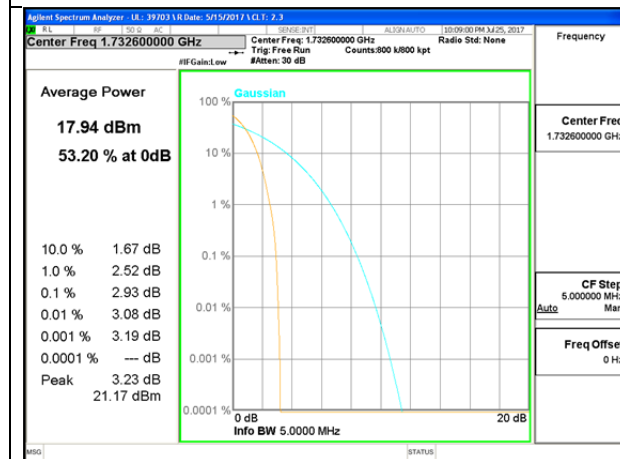 Agilent Spectrum Analyzer - UL: 39703 \ R Date: 5/15/2017 \ CLT: 2.3
RL RF 50 Ω AC SENSE:INT ALIGN AUTO 10:09:00 PM Jul 25, 2017
Center Freq 1.732600000 GHz
Center Freq: 1.732600000 GHz Radio Std: None
Trig: Free Run Counts:800 k/800 kpt
#IFGain:Low #Atten: 30 dB
Frequency
Average Power
17.94 dBm
53.20 % at 0dB
10.0 % 1.67 dB
1.0 % 2.52 dB
0.1 % 2.93 dB
0.01 % 3.08 dB
0.001 % 3.19 dB
0.0001 % --- dB
Peak 3.23 dB
21.17 dBm
Gaussian
100 %
10 %
1 %
0.1 %
0.01 %
0.001 %
0.0001 %
0 dB 20 dB
Info BW 5.0000 MHz
Center Freq
1.732600000 GHz
CF Step
5.000000 MHz
Auto Man
Freq Offset
0 Hz
MSG STATUS